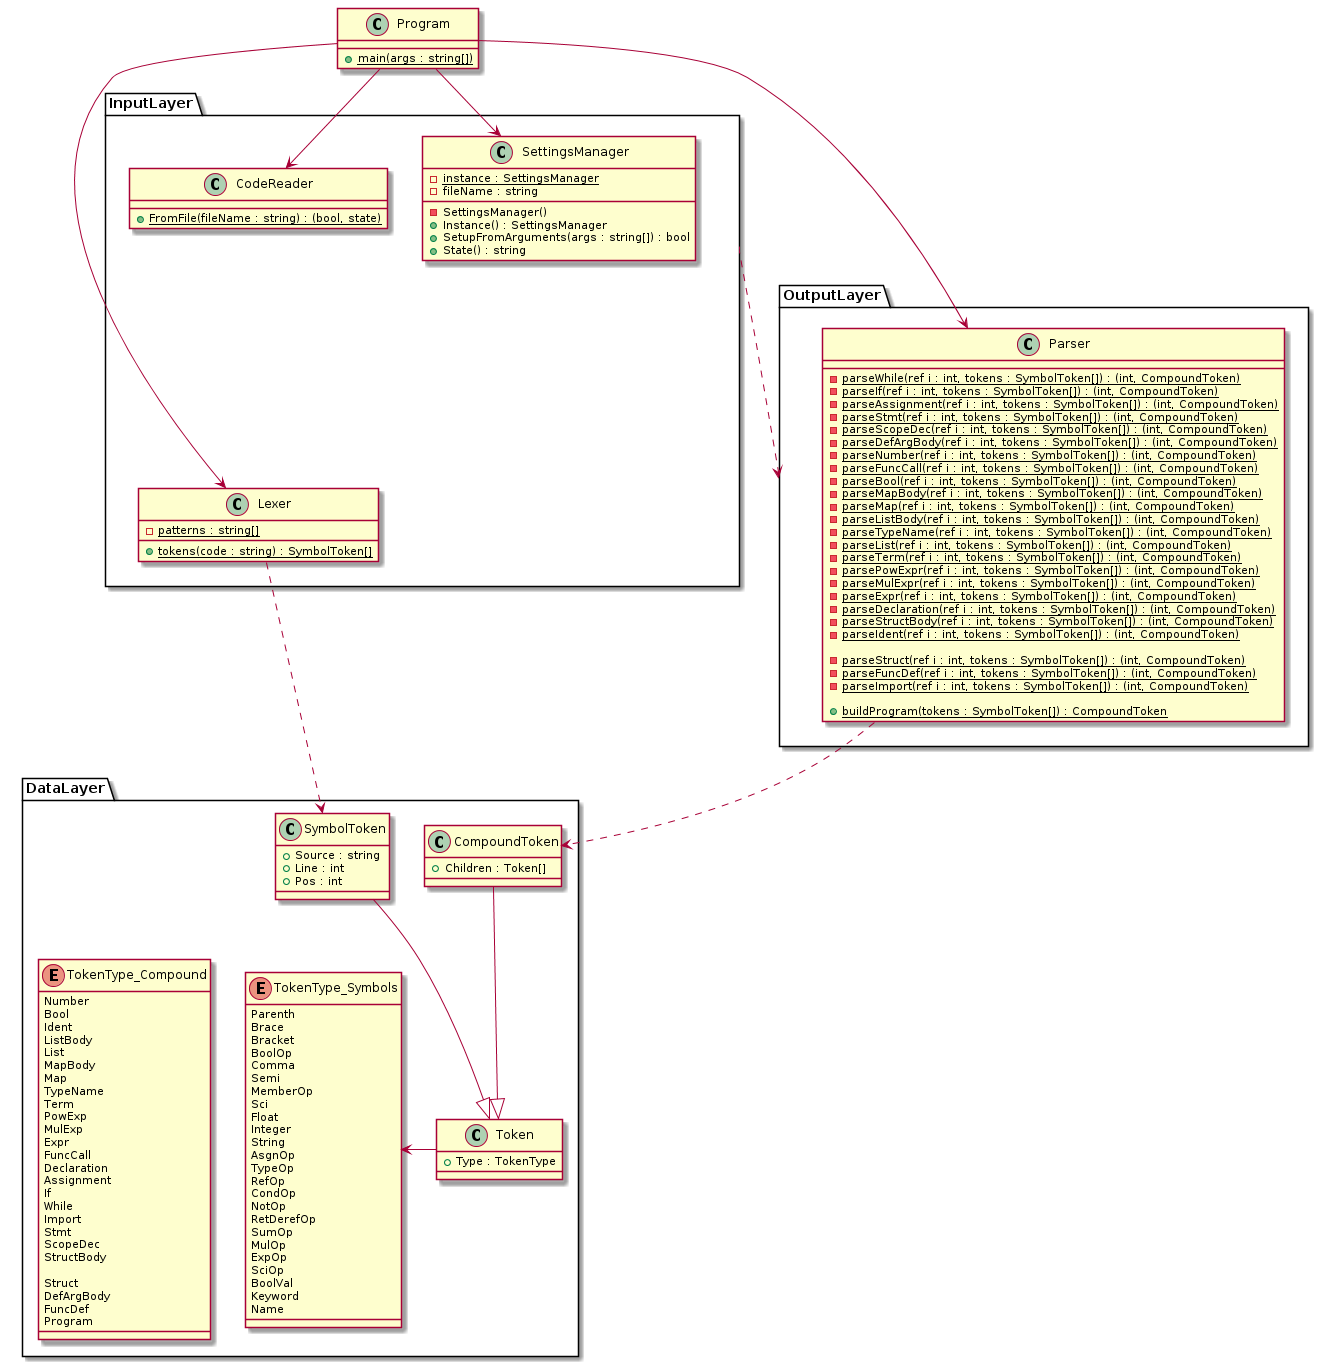 C Program
main(args : string[])
InputLayer
C CodeReader
FromFile(fileName : string) : (bool, state)
C SettingsManager
instance : SettingsManager
fileName : string
SettingsManager()
Instance() : SettingsManager
SetupFromArguments(args : string[]) : bool
State() : string
C Lexer
patterns : string[]
tokens(code : string) : SymbolToken[]
OutputLayer
C Parser
parseWhile(ref i : int, tokens : SymbolToken[]) : (int, CompoundToken)
parseIf(ref i : int, tokens : SymbolToken[]) : (int, CompoundToken)
parseAssignment(ref i : int, tokens : SymbolToken[]) : (int, CompoundToken)
parseStmt(ref i : int, tokens : SymbolToken[]) : (int, CompoundToken)
parseScopeDec(ref i : int, tokens : SymbolToken[]) : (int, CompoundToken)
parseDefArgBody(ref i : int, tokens : SymbolToken[]) : (int, CompoundToken)
parseNumber(ref i : int, tokens : SymbolToken[]) : (int, CompoundToken)
parseFuncCall(ref i : int, tokens : SymbolToken[]) : (int, CompoundToken)
parseBool(ref i : int, tokens : SymbolToken[]) : (int, CompoundToken)
parseMapBody(ref i : int, tokens : SymbolToken[]) : (int, CompoundToken)
parseMap(ref i : int, tokens : SymbolToken[]) : (int, CompoundToken)
parseListBody(ref i : int, tokens : SymbolToken[]) : (int, CompoundToken)
parseTypeName(ref i : int, tokens : SymbolToken[]) : (int, CompoundToken)
parseList(ref i : int, tokens : SymbolToken[]) : (int, CompoundToken)
parseTerm(ref i : int, tokens : SymbolToken[]) : (int, CompoundToken)
parsePowExpr(ref i : int, tokens : SymbolToken[]) : (int, CompoundToken)
parseMulExpr(ref i : int, tokens : SymbolToken[]) : (int, CompoundToken)
parseExpr(ref i : int, tokens : SymbolToken[]) : (int, CompoundToken)
parseDeclaration(ref i : int, tokens : SymbolToken[]) : (int, CompoundToken)
parseStructBody(ref i : int, tokens : SymbolToken[]) : (int, CompoundToken)
parseIdent(ref i : int, tokens : SymbolToken[]) : (int, CompoundToken)
parseStruct(ref i : int, tokens : SymbolToken[]) : (int, CompoundToken)
parseFuncDef(ref i : int, tokens : SymbolToken[]) : (int, CompoundToken)
parseImport(ref i : int, tokens : SymbolToken[]) : (int, CompoundToken)
buildProgram(tokens : SymbolToken[]) : CompoundToken
DataLayer
C SymbolToken
Source : string
Line : int
Pos : int
C CompoundToken
Children : Token[]
E TokenType_Compound
Number
Bool
Ident
ListBody
List
MapBody
Map
TypeName
Term
PowExp
MulExp
Expr
FuncCall
Declaration
Assignment
If
While
Import
Stmt
ScopeDec
StructBody
Struct
DefArgBody
FuncDef
Program
E TokenType_Symbols
Parenth
Brace
Bracket
BoolOp
Comma
Semi
MemberOp
Sci
Float
Integer
String
AsgnOp
TypeOp
RefOp
CondOp
NotOp
RetDerefOp
SumOp
MulOp
ExpOp
SciOp
BoolVal
Keyword
Name
C Token
Type : TokenType